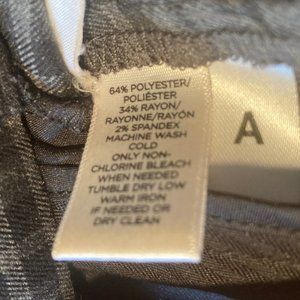 64% POLYESTER/
POLIÉSTER
34% RAYON/
RAYONNE/RAYÓN
2% SPANDEX
MACHINE WASH
COLD
ONLY NON-
CHLORINE BLEACH
WHEN NEEDED
TUMBLE DRY LOW
WARM IRON
IF NEEDED OR
DRY CLEAN
A